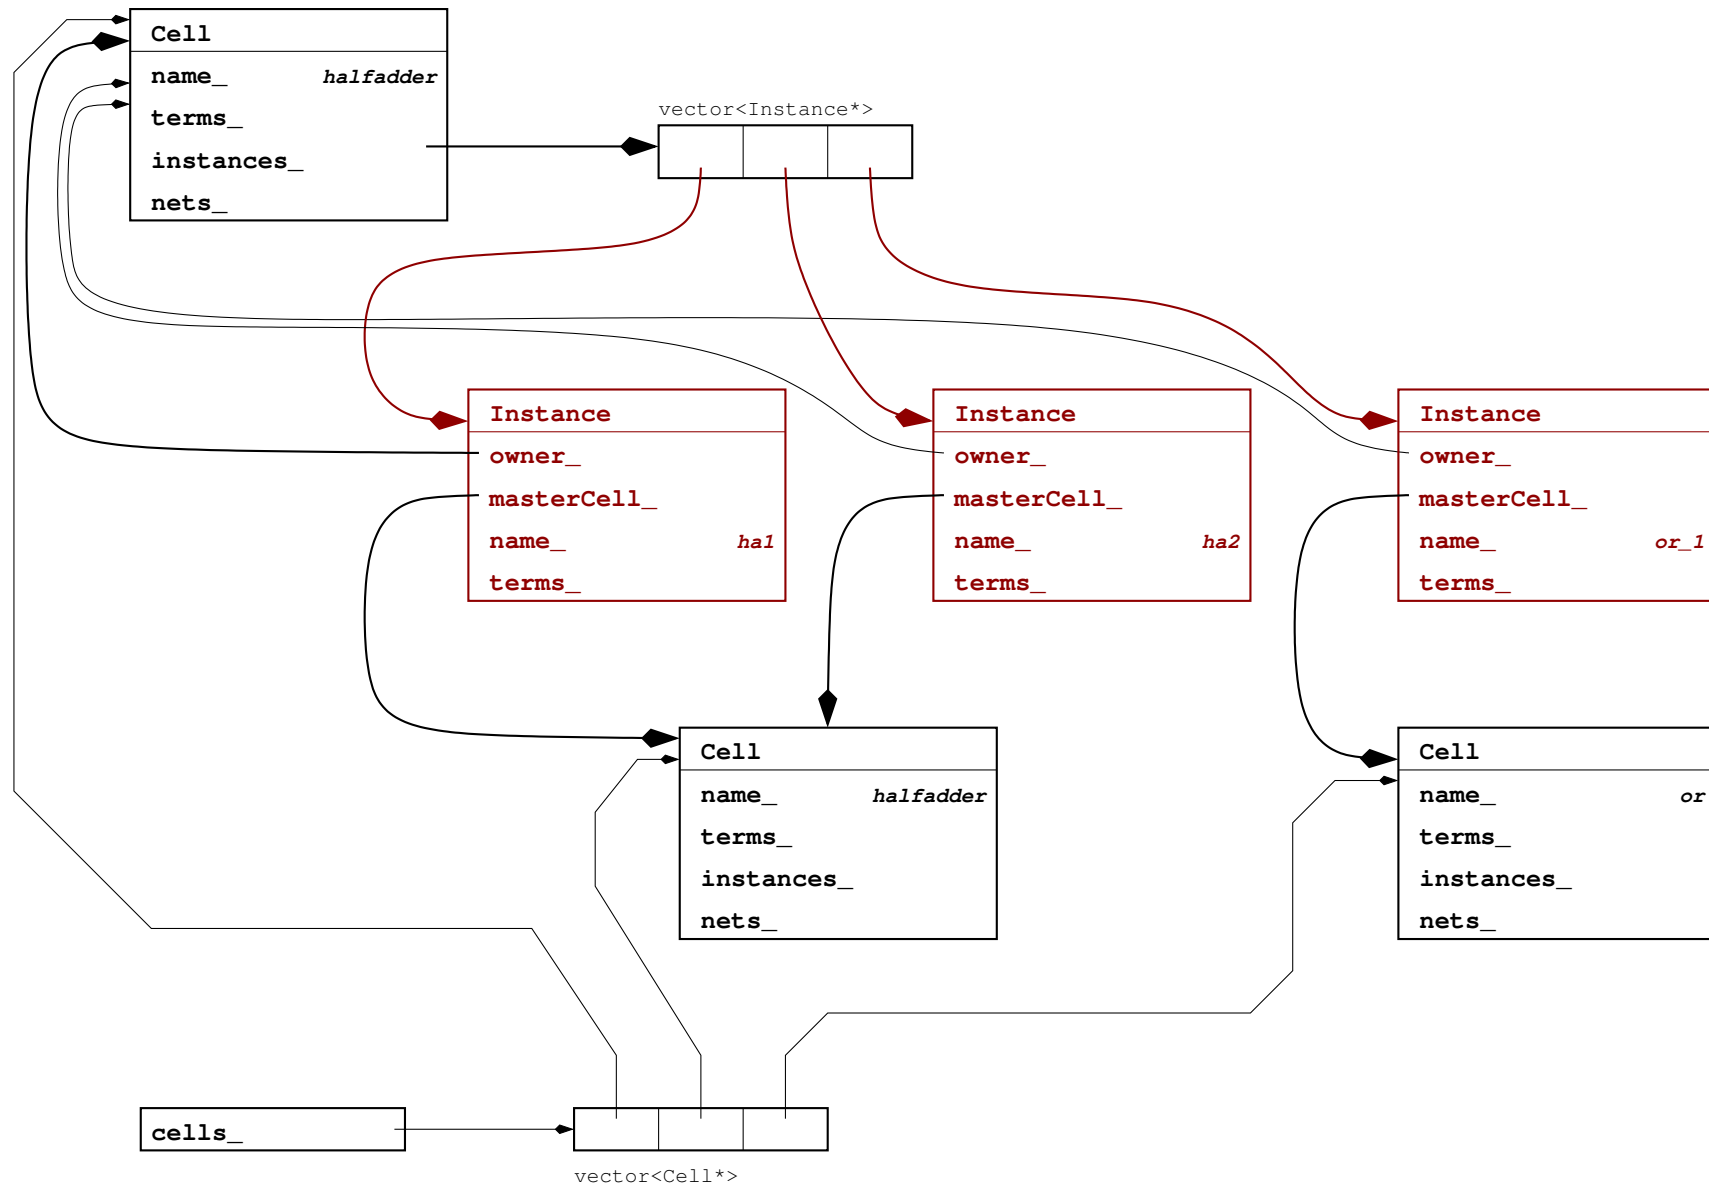 Cell
name_ halfadder
terms_
instances_
nets_
vector<Instance*>
Instance
owner_
masterCell_
name_ ha1
terms_
Instance
owner_
masterCell_
name_ ha2
terms_
Instance
owner_
masterCell_
name_ or_1
terms_
Cell
name_ halfadder
terms_
instances_
nets_
Cell
name_ or
terms_
instances_
nets_
cells_
vector<Cell*>